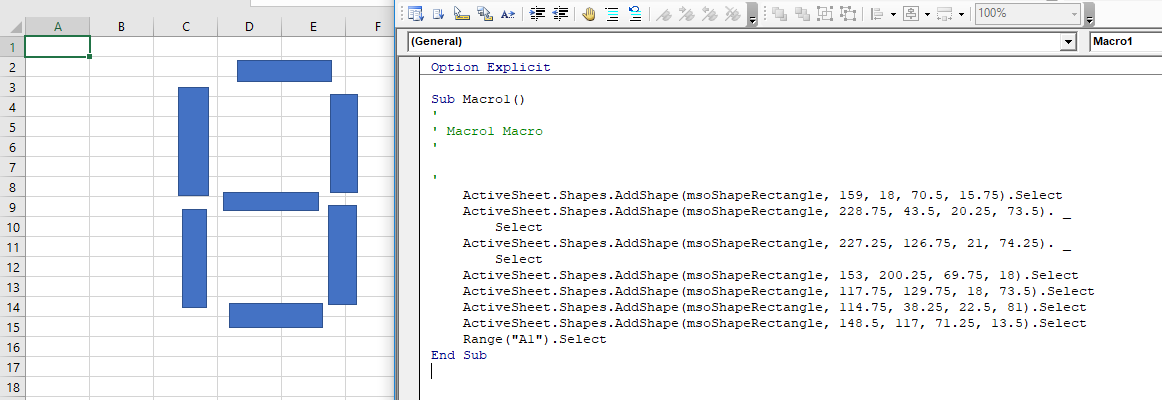 A B C D E F
1
2
3
4
5
6
7
8
9
10
11
12
13
14
15
16
17
18
100%
(General)
Macro1
Option Explicit
Sub Macro1()
'
' Macro1 Macro
'
'
ActiveSheet.Shapes.AddShape(msoShapeRectangle, 159, 18, 70.5, 15.75).Select
ActiveSheet.Shapes.AddShape(msoShapeRectangle, 228.75, 43.5, 20.25, 73.5). _
Select
ActiveSheet.Shapes.AddShape(msoShapeRectangle, 227.25, 126.75, 21, 74.25). _
Select
ActiveSheet.Shapes.AddShape(msoShapeRectangle, 153, 200.25, 69.75, 18).Select
ActiveSheet.Shapes.AddShape(msoShapeRectangle, 117.75, 129.75, 18, 73.5).Select
ActiveSheet.Shapes.AddShape(msoShapeRectangle, 114.75, 38.25, 22.5, 81).Select
ActiveSheet.Shapes.AddShape(msoShapeRectangle, 148.5, 117, 71.25, 13.5).Select
Range("A1").Select
End Sub